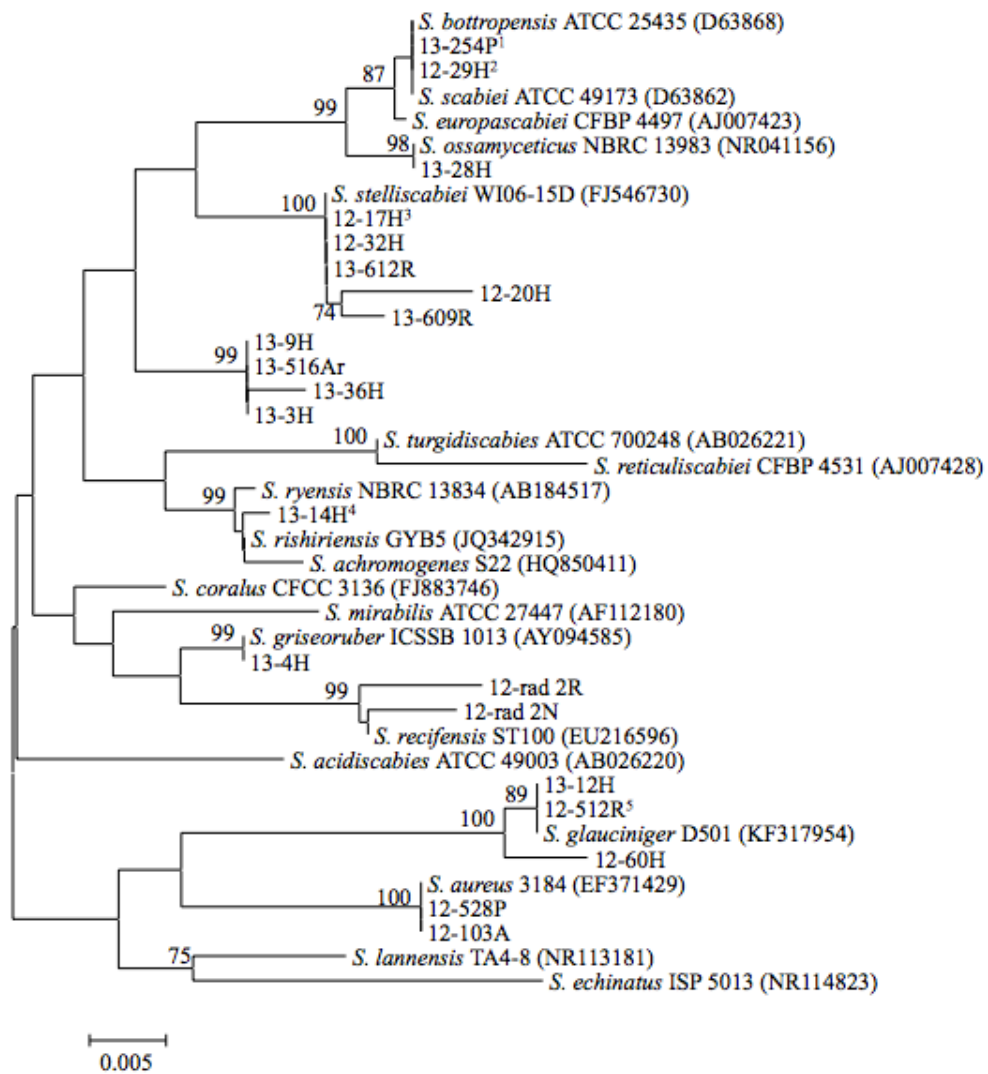 S. bottropensis ATCC 25435 (D63868)
13-254P¹
87
12-29H²
99
S. scabiei ATCC 49173 (D63862)
S. europascabiei CFBP 4497 (AJ007423)
98
S. ossamyceticus NBRC 13983 (NR041156)
13-28H
S. stelliscabiei WI06-15D (FJ546730)
100
12-17H³
12-32H
13-612R
12-20H
74
13-609R
13-9H
99
13-516Ar
13-36H
13-3H
100
S. turgidiscabies ATCC 700248 (AB026221)
S. reticuliscabiei CFBP 4531 (AJ007428)
99
S. ryensis NBRC 13834 (AB184517)
13-14H⁴
S. rishiriensis GYB5 (JQ342915)
S. achromogenes S22 (HQ850411)
S. coralus CFCC 3136 (FJ883746)
S. mirabilis ATCC 27447 (AF112180)
99
S. griseoruber ICSSB 1013 (AY094585)
13-4H
99
12-rad 2R
12-rad 2N
S. recifensis ST100 (EU216596)
S. acidiscabies ATCC 49003 (AB026220)
13-12H
89
12-512R⁵
100
S. glauciniger D501 (KF317954)
12-60H
S. aureus 3184 (EF371429)
100
12-528P
12-103A
75
S. lannensis TA4-8 (NR113181)
S. echinatus ISP 5013 (NR114823)
0.005